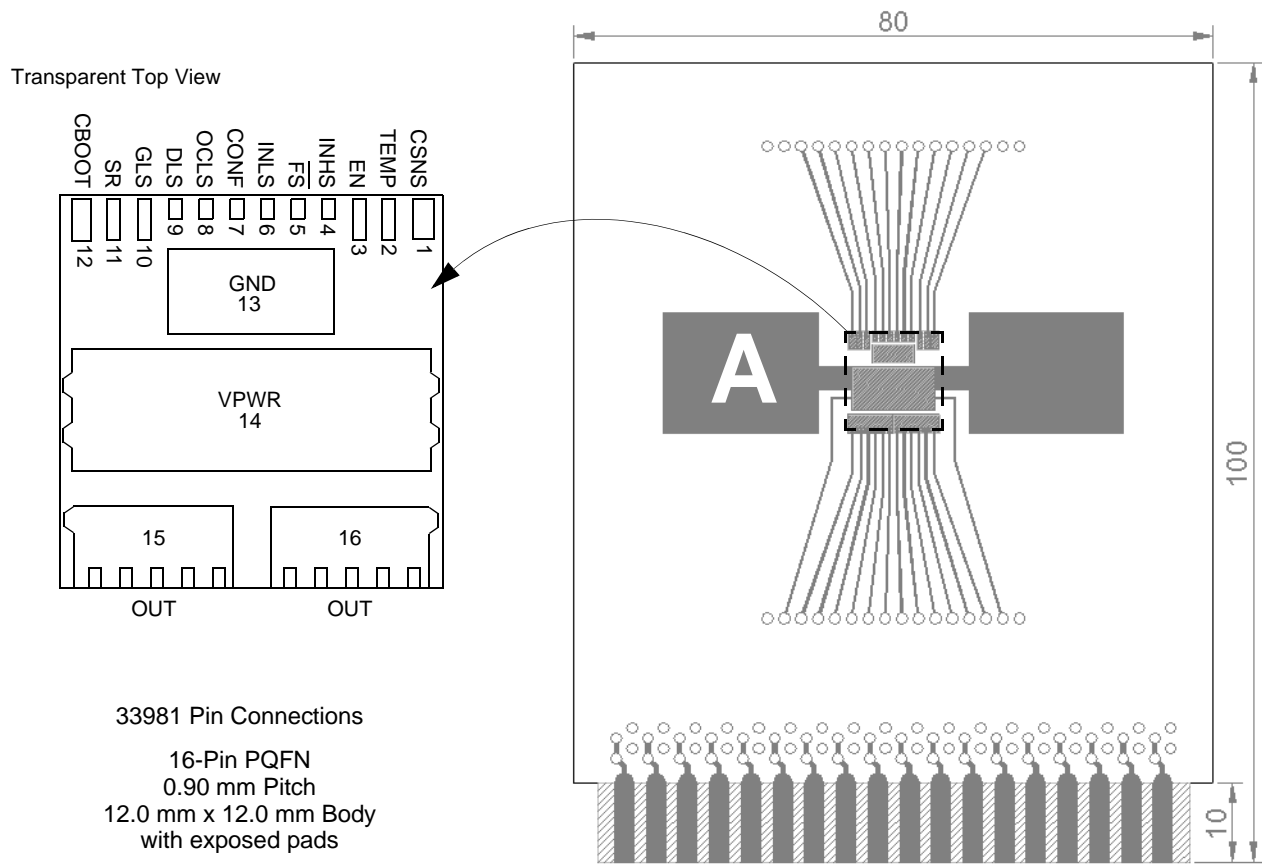 Transparent Top View
CBOOT
SR
GLS
DLS
OCLS
CONF
INLS
FS
INHS
EN
TEMP
CSNS
12
11
10
9
8
7
6
5
4
3
2
1
GND
13
VPWR
14
15
16
OUT
OUT
33981 Pin Connections
16-Pin PQFN
0.90 mm Pitch
12.0 mm x 12.0 mm Body
with exposed pads
80
A
100
10